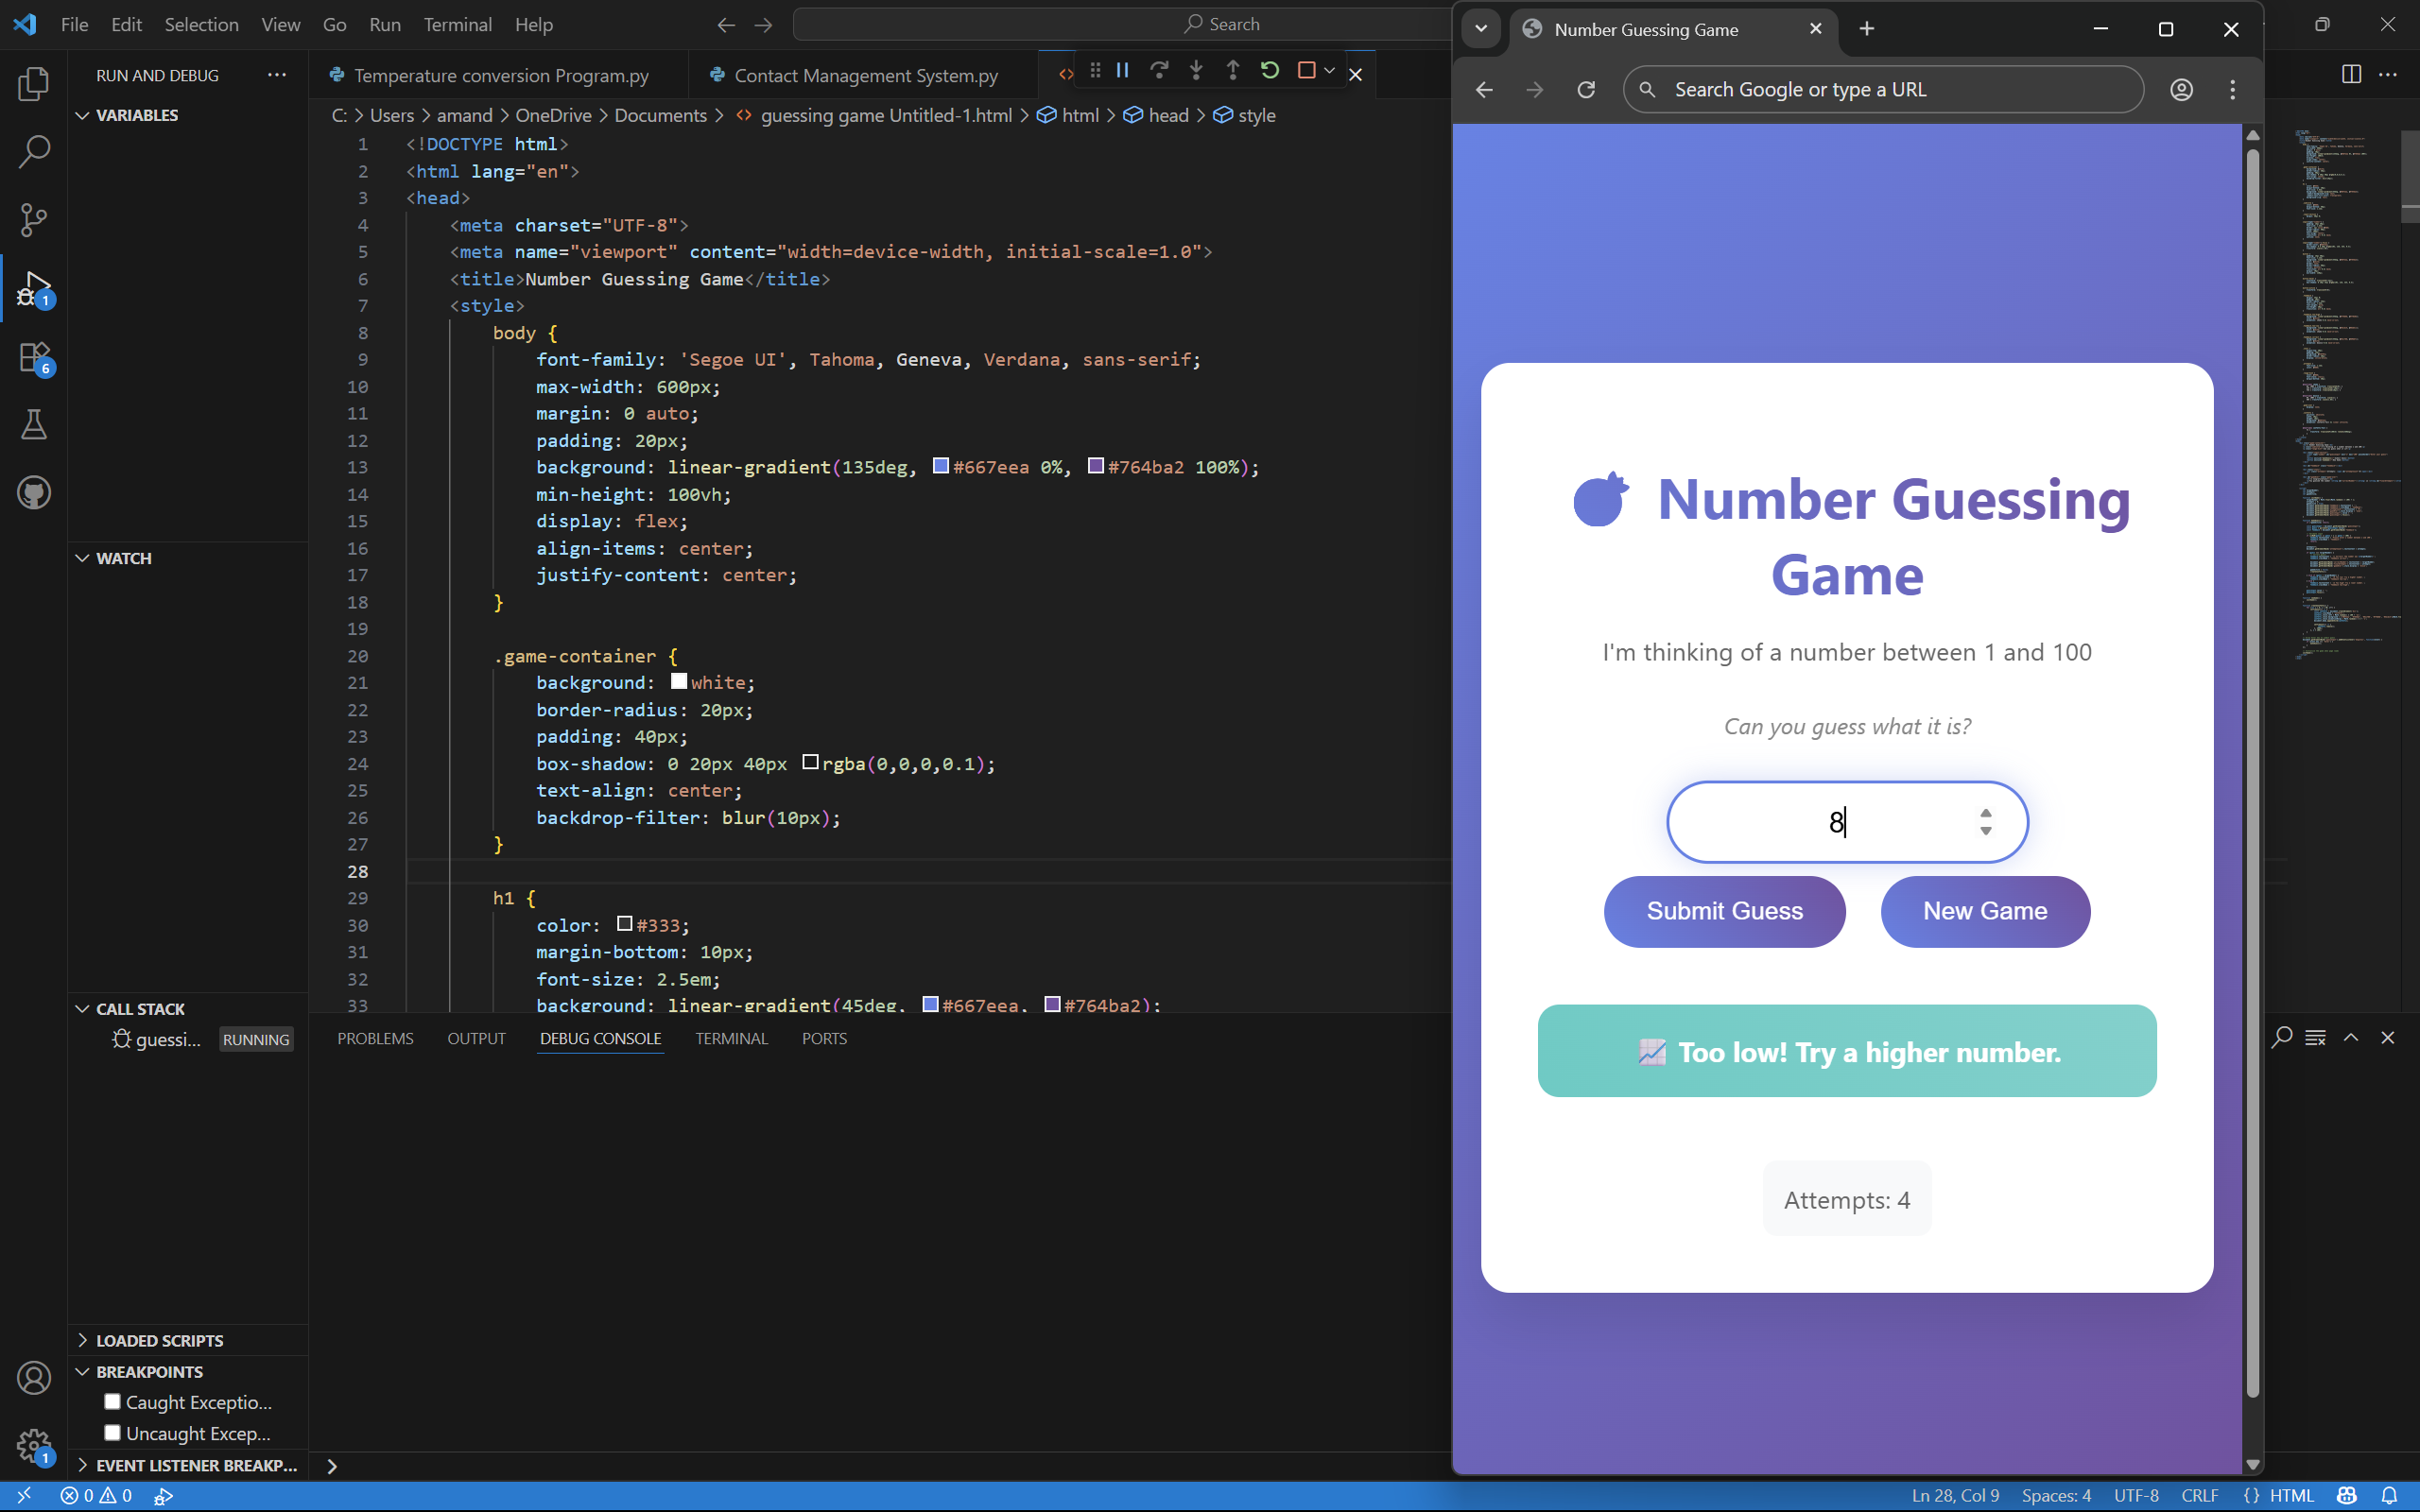 File Edit Selection View Go Run Terminal Help
Search
RUN AND DEBUG
VARIABLES
WATCH
CALL STACK
guessi... RUNNING
LOADED SCRIPTS
BREAKPOINTS
Caught Exceptio...
Uncaught Excep...
EVENT LISTENER BREAKP...
1
6
1
Temperature conversion Program.py
Contact Management System.py
C: > Users > amand > OneDrive > Documents > <> guessing game Untitled-1.html > html > head > style
1 <!DOCTYPE html>
2 <html lang="en">
3 <head>
4 <meta charset="UTF-8">
5 <meta name="viewport" content="width=device-width, initial-scale=1.0">
6 <title>Number Guessing Game</title>
7 <style>
8 body {
9 font-family: 'Segoe UI', Tahoma, Geneva, Verdana, sans-serif;
10 max-width: 600px;
11 margin: 0 auto;
12 padding: 20px;
13 background: linear-gradient(135deg, #667eea 0%, #764ba2 100%);
14 min-height: 100vh;
15 display: flex;
16 align-items: center;
17 justify-content: center;
18 }
19
20 .game-container {
21 background: white;
22 border-radius: 20px;
23 padding: 40px;
24 box-shadow: 0 20px 40px rgba(0,0,0,0.1);
25 text-align: center;
26 backdrop-filter: blur(10px);
27 }
28
29 h1 {
30 color: #333;
31 margin-bottom: 10px;
32 font-size: 2.5em;
33 background: linear-gradient(45deg, #667eea, #764ba2);
PROBLEMS OUTPUT DEBUG CONSOLE TERMINAL PORTS
Number Guessing Game
Search Google or type a URL
Number Guessing
Game
I'm thinking of a number between 1 and 100
Can you guess what it is?
8
Submit Guess New Game
Too low! Try a higher number.
Attempts: 4
0 0
Ln 28, Col 9 Spaces: 4 UTF-8 CRLF {} HTML